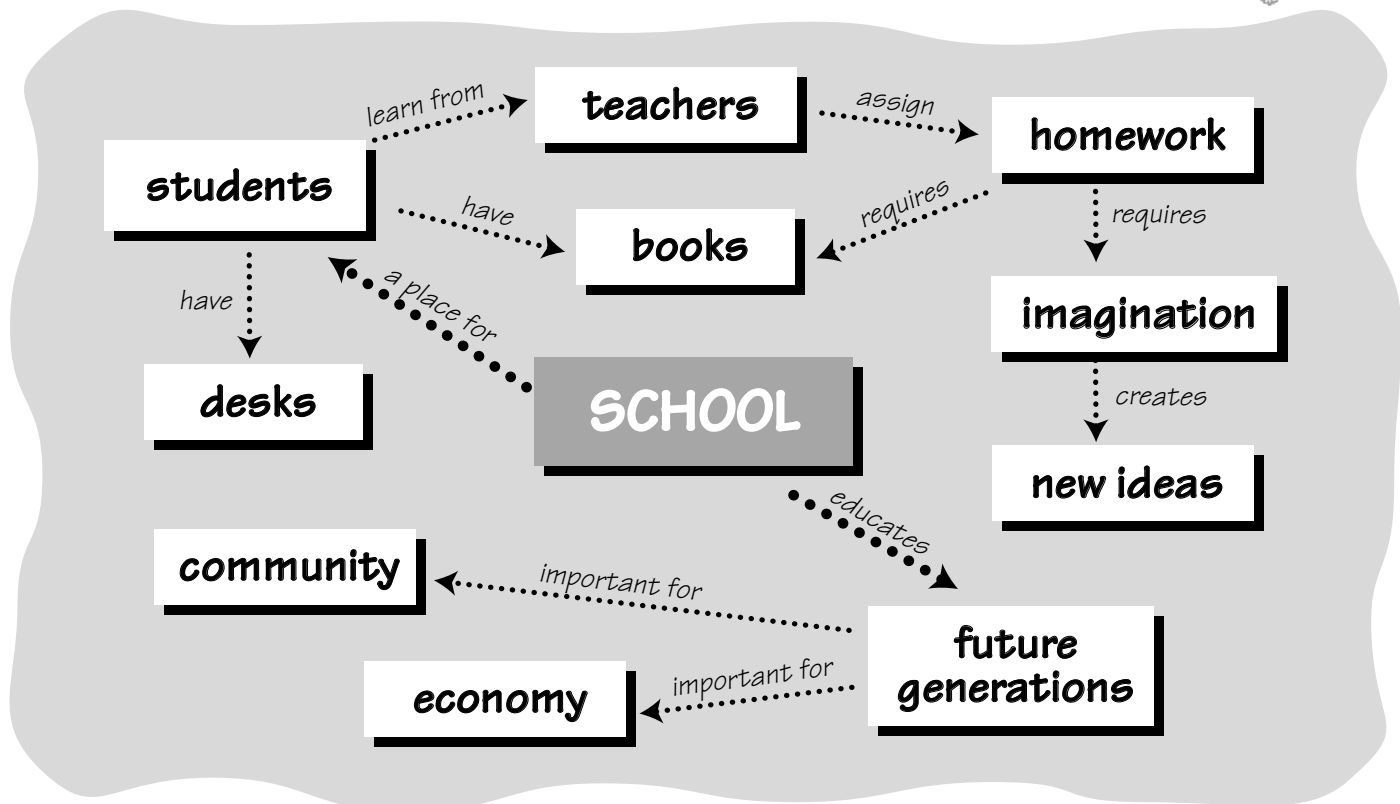 learn from
teachers
assign
homework
students
have
books
requires
requires
have
a place for
imagination
desks
SCHOOL
creates
new ideas
educates
community
important for
future
generations
economy
important for